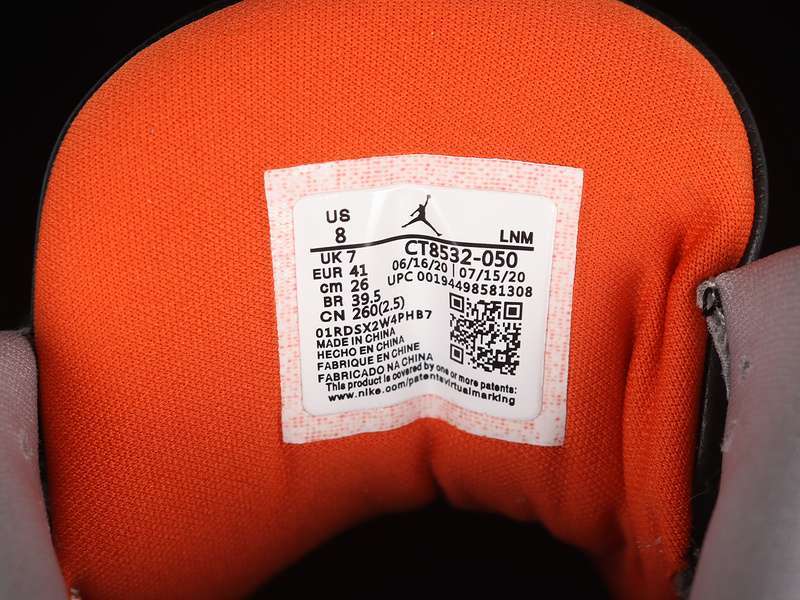 US
8
LNM
UK 7
CT8532-050
EUR 41
06/16/20 | 07/15/20
cm 26
UPC 00194498581308
BR 39.5
CN 260(2.5)
01RDSX2W4PHB7
MADE IN CHINA
HECHO EN CHINA
FABRIQUE EN CHINE
FABRICADO NA CHINA
This product is covered by one or more patents:
www.nike.com/patentsvirtualmarking